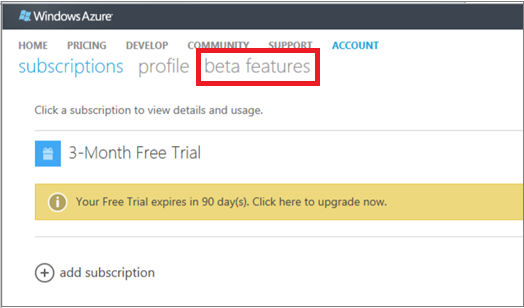 Windows Azure
HOME PRICING DEVELOP COMMUNITY SUPPORT ACCOUNT
subscriptions profile beta features
Click a subscription to view details and usage.
3-Month Free Trial
Your Free Trial expires in 90 day(s). Click here to upgrade now.
add subscription